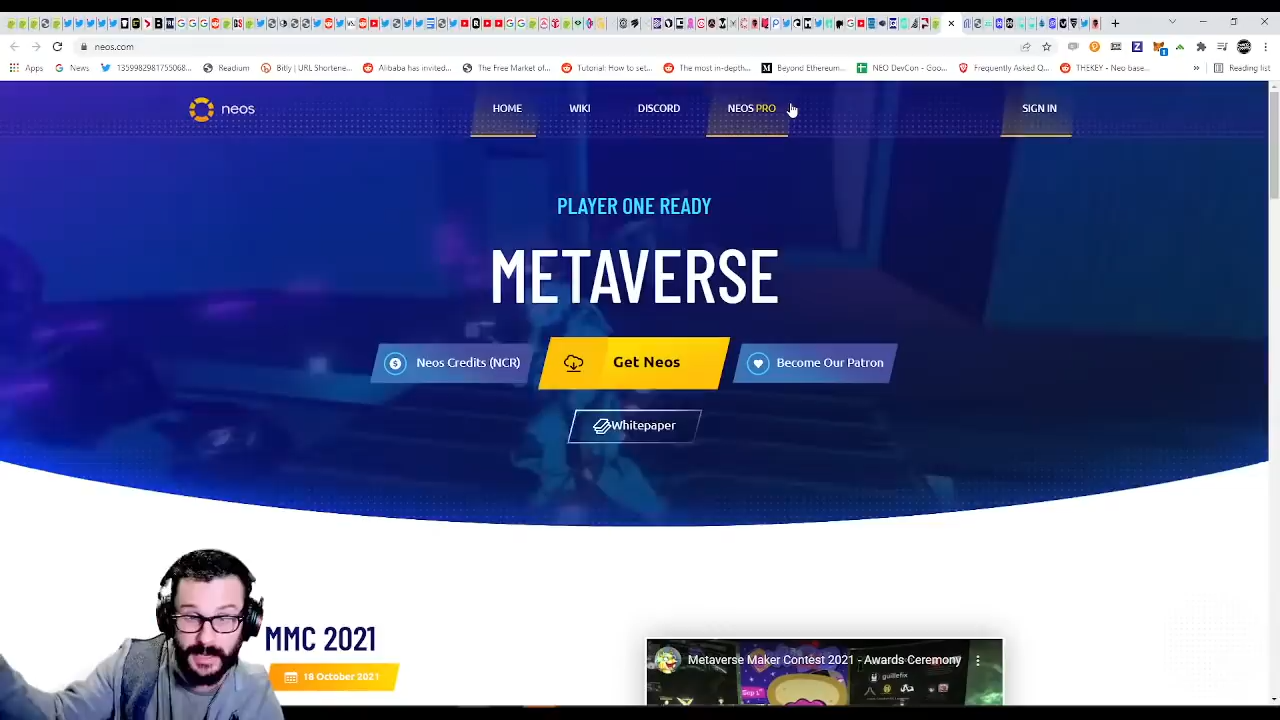 neos.com
Apps
News
1359982981755068...
Readium
Bitly | URL Shortene...
Alibaba has invited...
The Free Market of...
Tutorial: How to set...
The most in-depth...
Beyond Ethereum...
NEO DevCon - Goo...
Frequently Asked Q...
THEKEY - Neo base...
»
Reading list
neos
HOME
WIKI
DISCORD
NEOS PRO
SIGN IN
PLAYER ONE READY
METAVERSE
Neos Credits (NCR)
Get Neos
Become Our Patron
Whitepaper
MMC 2021
18 October 2021
Metaverse Maker Contest 2021 - Awards Ceremony
guillefix